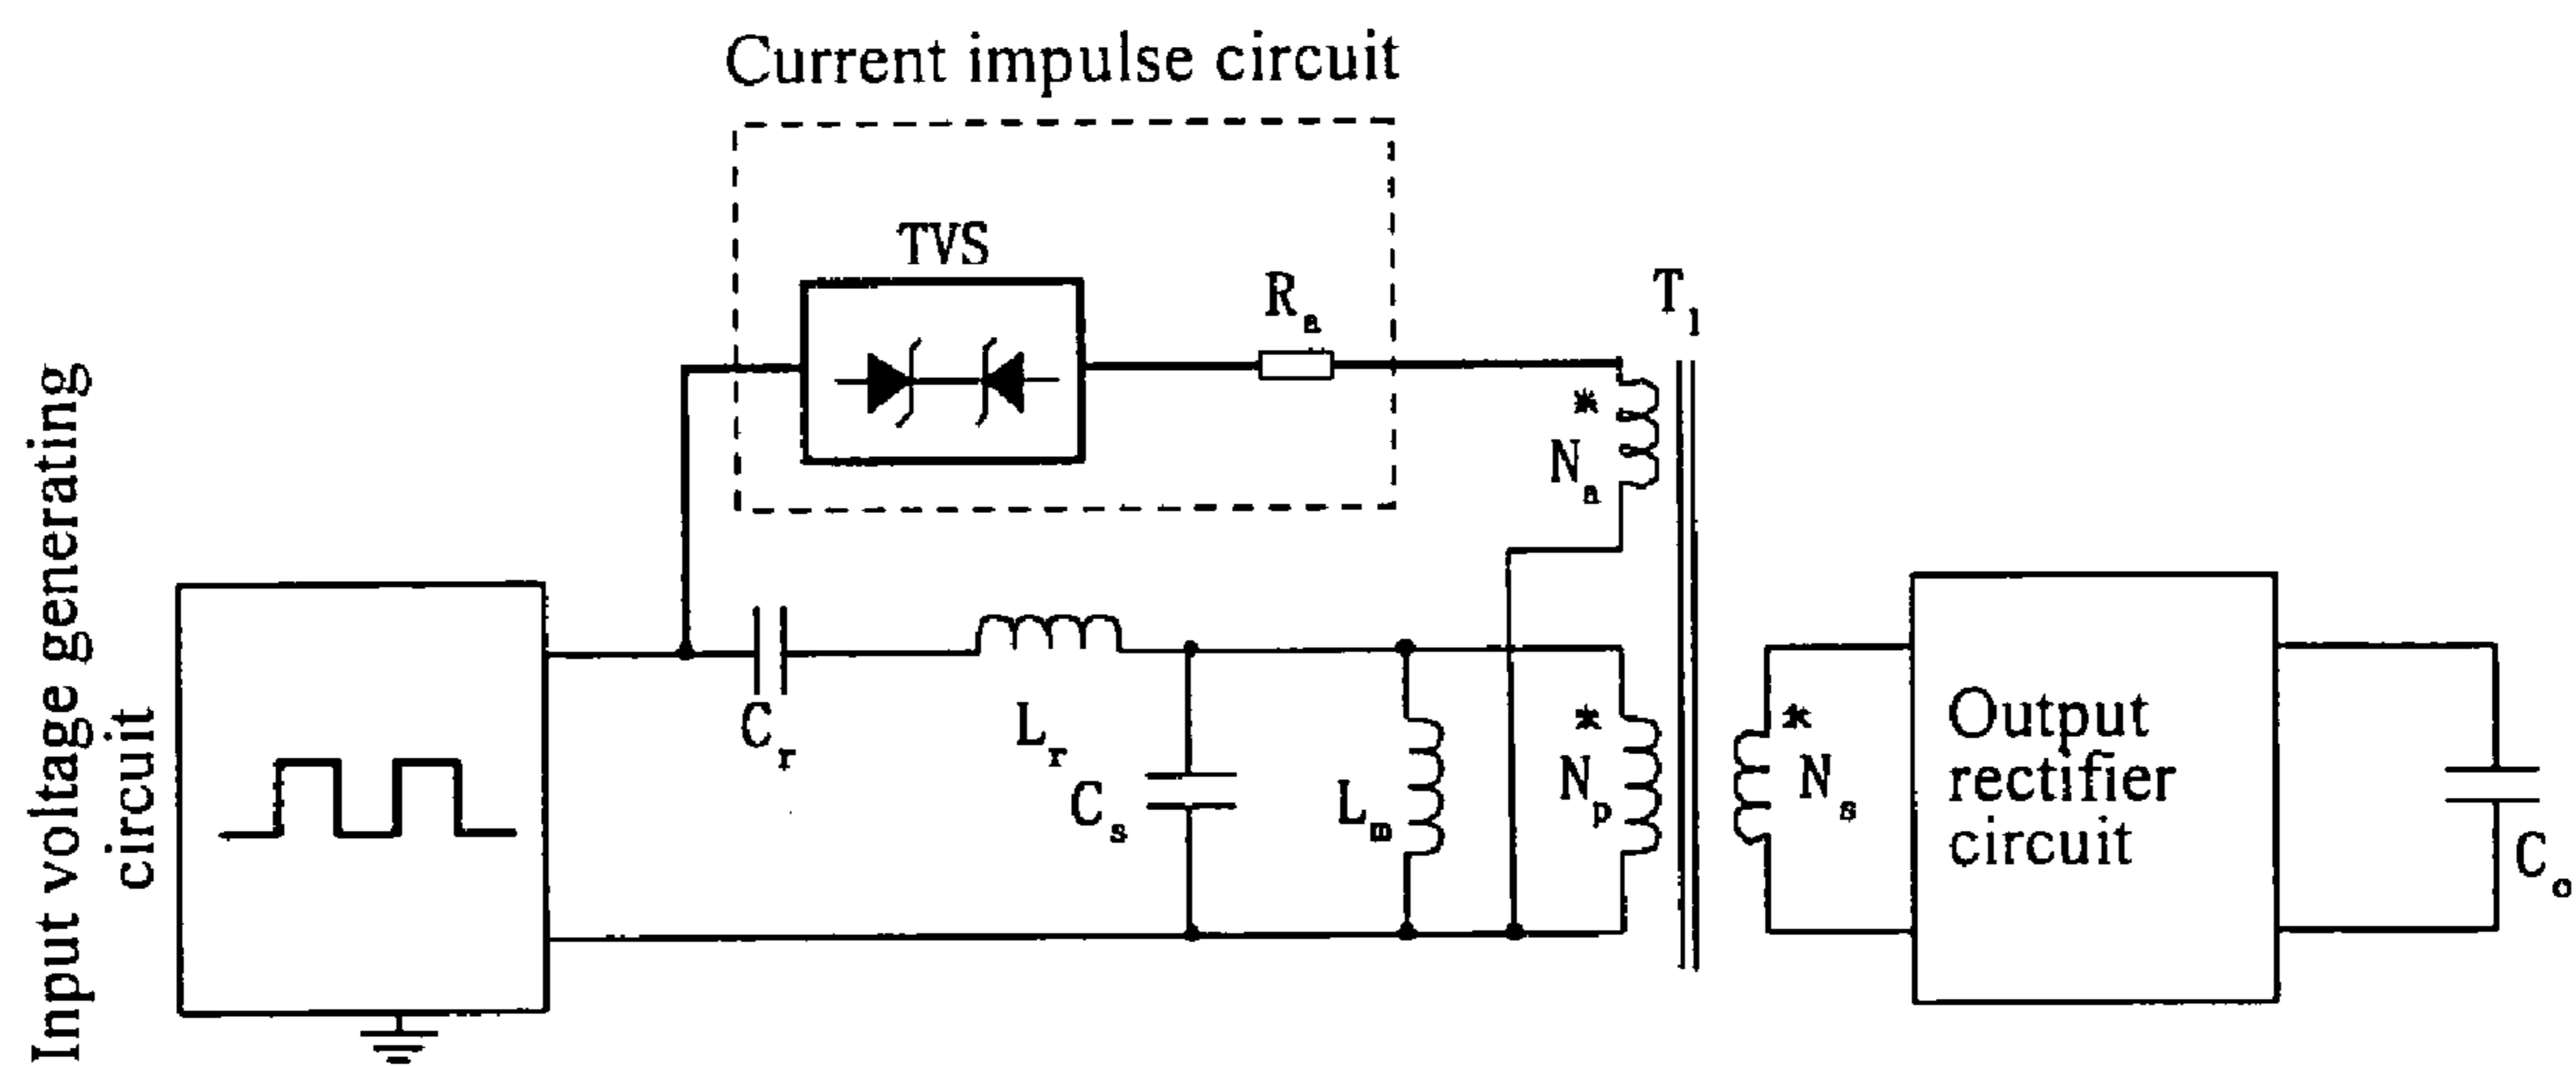 Current impulse circuit
TVS
Ra
T1
*
Na
Input voltage generating
circuit
Cr
Lr
Cs
Lm
*
Np
*
Ns
Output
rectifier
circuit
Co